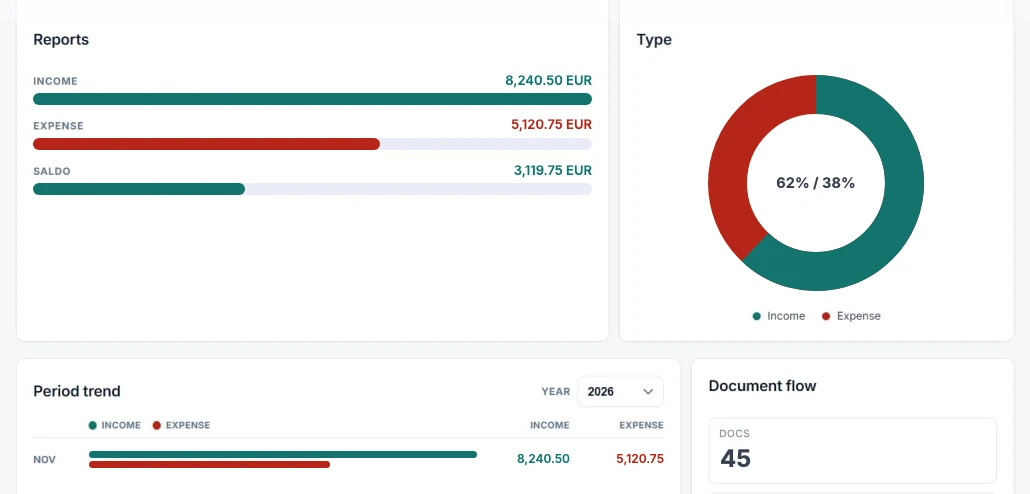 Reports
INCOME 8,240.50 EUR
EXPENSE 5,120.75 EUR
SALDO 3,119.75 EUR
Type
62% / 38%
Income Expense
Period trend YEAR 2026
INCOME EXPENSE INCOME EXPENSE
NOV 8,240.50 5,120.75
Document flow
DOCS
45